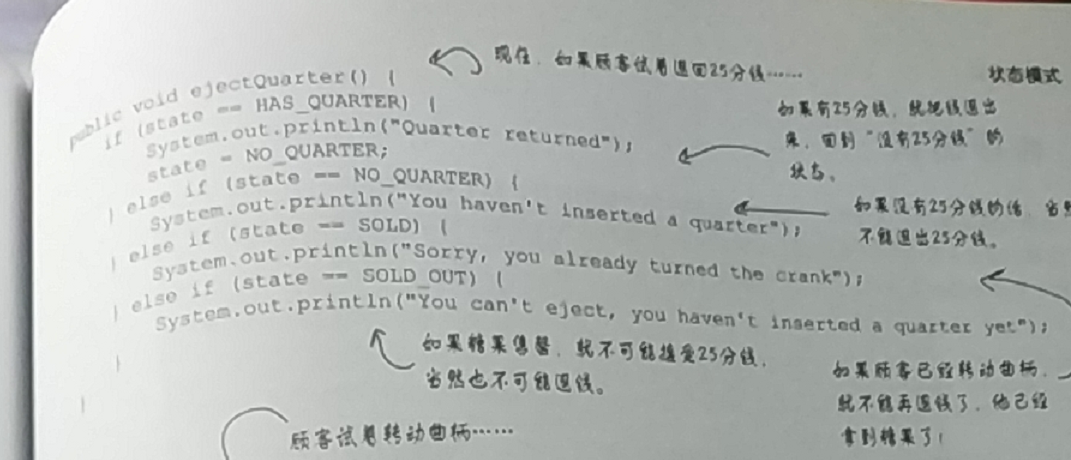 现在，如果顾客试着退回25分钱……
状态模式
public void ejectQuarter() {
if (state == HAS_QUARTER) {
System.out.println("Quarter returned");
state = NO_QUARTER;
} else if (state == NO_QUARTER) {
System.out.println("You haven't inserted a quarter");
} else if (state == SOLD) {
System.out.println("Sorry, you already turned the crank");
} else if (state == SOLD_OUT) {
System.out.println("You can't eject, you haven't inserted a quarter yet");
}
}
如果有25分钱，就把钱退出
来，回到“没有25分钱”的
状态。
如果没有25分钱的话，当然
不能退出25分钱。
如果糖果售罄，就不可能接受25分钱，
当然也不可能退钱。
如果顾客已经转动曲柄，
就不能再退钱了，他已经
拿到糖果了！
顾客试着转动曲柄……